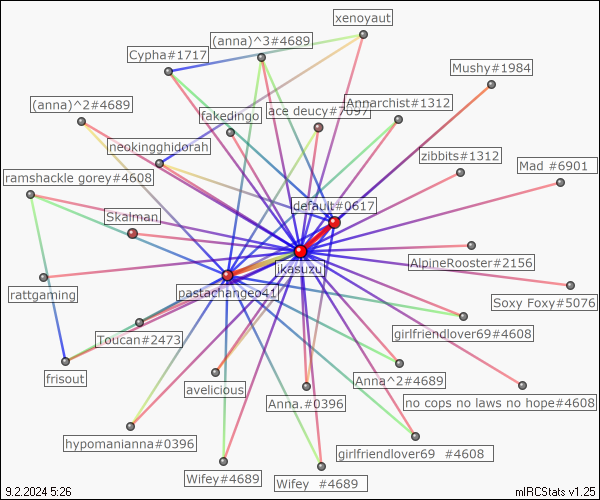 xenoyaut
(anna)^3#4689
Cypha#1717
Mushy#1984
(anna)^2#4689
ace deucy#7097
Annarchist#1312
fakedingo
neokingghidorah
zibbits#1312
Mad #6901
ramshackle gorey#4608
default#0617
Skalman
AlpineRooster#2156
jkasuzu
pastachangeo41
rattgaming
Soxy Foxy#5076
Toucan#2473
girlfriendlover69#4608
frisout
avelicious
Anna^2#4689
Anna.#0396
no cops no laws no hope#4608
hypomanianna#0396
girlfriendlover69 #4608
Wifey#4689
Wifey #4689
9.2.2024 5:26
mIRCStats v1.25